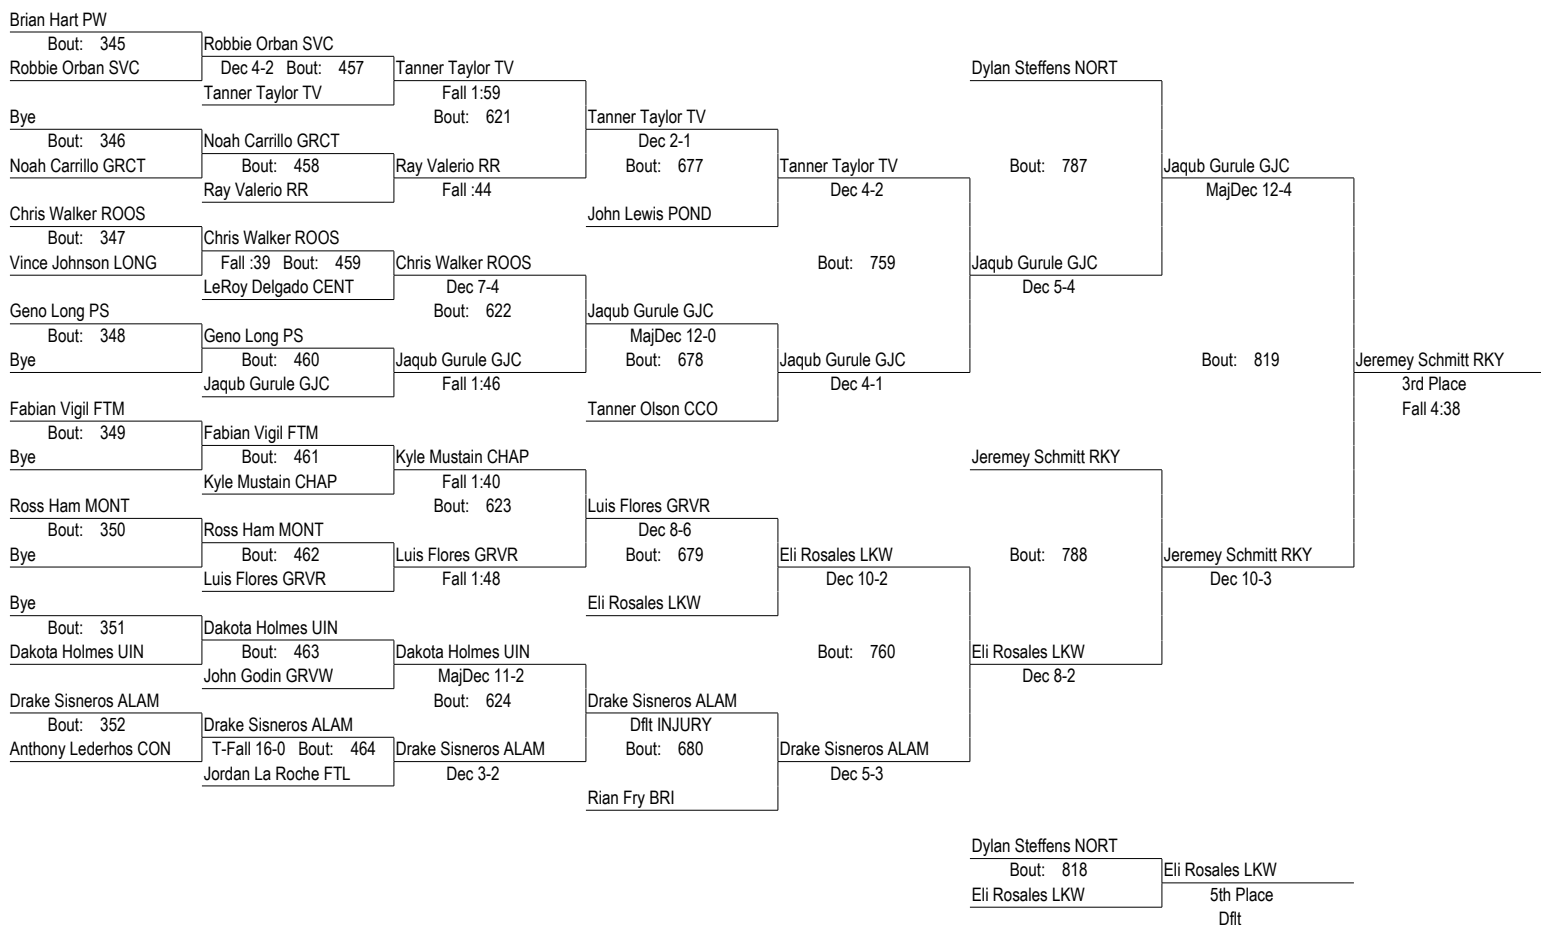 Brian Hart PW
Bout: 345 Robbie Orban SVC
Robbie Orban SVC Dec 4-2 Bout: 457 Tanner Taylor TV Dylan Steffens NORT
Tanner Taylor TV Fall 1:59
Bye Bout: 621 Tanner Taylor TV
Bout: 346 Noah Carrillo GRCT Dec 2-1
Noah Carrillo GRCT Bout: 458 Ray Valerio RR Bout: 677 Tanner Taylor TV Bout: 787 Jaqub Gurule GJC
Ray Valerio RR Fall :44 Dec 4-2 MajDec 12-4
Chris Walker ROOS John Lewis POND
Bout: 347 Chris Walker ROOS
Vince Johnson LONG Fall :39 Bout: 459 Chris Walker ROOS Bout: 759 Jaqub Gurule GJC
LeRoy Delgado CENT Dec 7-4 Dec 5-4
Geno Long PS Bout: 622 Jaqub Gurule GJC
Bout: 348 Geno Long PS MajDec 12-0
Bye Bout: 460 Jaqub Gurule GJC Bout: 678 Jaqub Gurule GJC Bout: 819 Jeremey Schmitt RKY
Jaqub Gurule GJC Fall 1:46 Dec 4-1 3rd Place
Fabian Vigil FTM Tanner Olson CCO Fall 4:38
Bout: 349 Fabian Vigil FTM
Bye Bout: 461 Kyle Mustain CHAP Jeremey Schmitt RKY
Kyle Mustain CHAP Fall 1:40
Ross Ham MONT Bout: 623 Luis Flores GRVR
Bout: 350 Ross Ham MONT Dec 8-6
Bye Bout: 462 Luis Flores GRVR Bout: 679 Eli Rosales LKW Bout: 788 Jeremey Schmitt RKY
Luis Flores GRVR Fall 1:48 Dec 10-2 Dec 10-3
Bye Eli Rosales LKW
Bout: 351 Dakota Holmes UIN
Dakota Holmes UIN Bout: 463 Dakota Holmes UIN Bout: 760 Eli Rosales LKW
John Godin GRVW MajDec 11-2 Dec 8-2
Drake Sisneros ALAM Bout: 624 Drake Sisneros ALAM
Bout: 352 Drake Sisneros ALAM Dflt INJURY
Anthony Lederhos CON T-Fall 16-0 Bout: 464 Drake Sisneros ALAM Bout: 680 Drake Sisneros ALAM
Jordan La Roche FTL Dec 3-2 Dec 5-3
Rian Fry BRI
Dylan Steffens NORT
Bout: 818 Eli Rosales LKW
Eli Rosales LKW 5th Place
Dflt